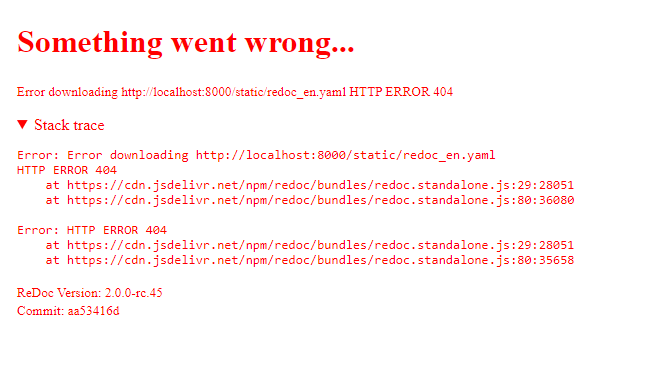 Something went wrong...
Error downloading http://localhost:8000/static/redoc_en.yaml HTTP ERROR 404
▼ Stack trace
Error: Error downloading http://localhost:8000/static/redoc_en.yaml
HTTP ERROR 404
    at https://cdn.jsdelivr.net/npm/redoc/bundles/redoc.standalone.js:29:28051
    at https://cdn.jsdelivr.net/npm/redoc/bundles/redoc.standalone.js:80:36080
Error: HTTP ERROR 404
    at https://cdn.jsdelivr.net/npm/redoc/bundles/redoc.standalone.js:29:28051
    at https://cdn.jsdelivr.net/npm/redoc/bundles/redoc.standalone.js:80:35658
ReDoc Version: 2.0.0-rc.45
Commit: aa53416d